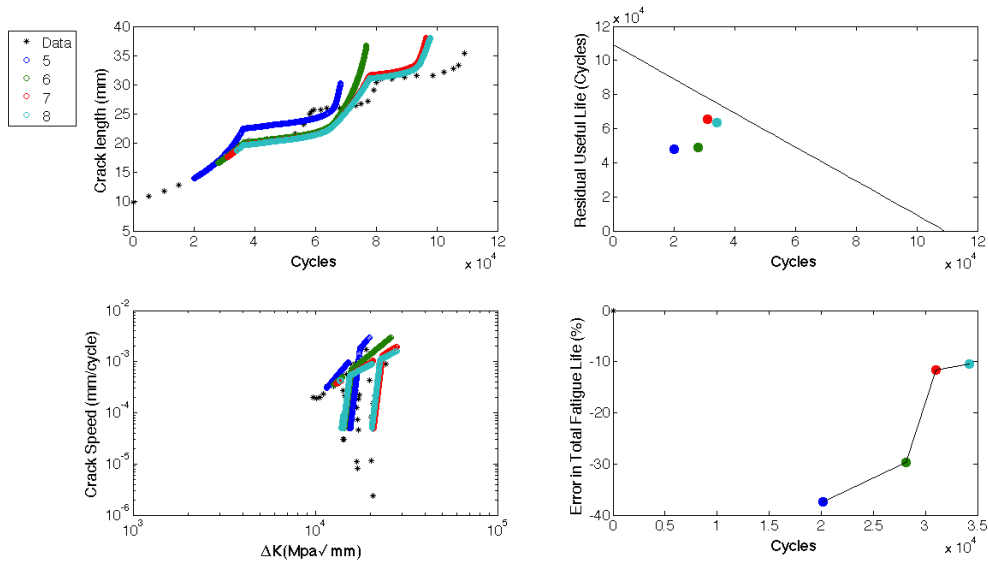 Data
5
6
7
8
40
35
30
25
20
15
10
5
Crack length (mm)
0 2 4 6 8 10 12
Cycles
x 10^4
x 10^4
12
10
8
6
4
2
0
Residual Useful Life (Cycles)
0 2 4 6 8 10 12
Cycles
x 10^4
10^-2
10^-3
10^-4
10^-5
10^-6
Crack Speed (mm/cycle)
10^3 10^4 10^5
ΔK(Mpa√mm)
0
-10
-20
-30
-40
Error in Total Fatigue Life (%)
0 0.5 1 1.5 2 2.5 3 3.5
Cycles
x 10^4